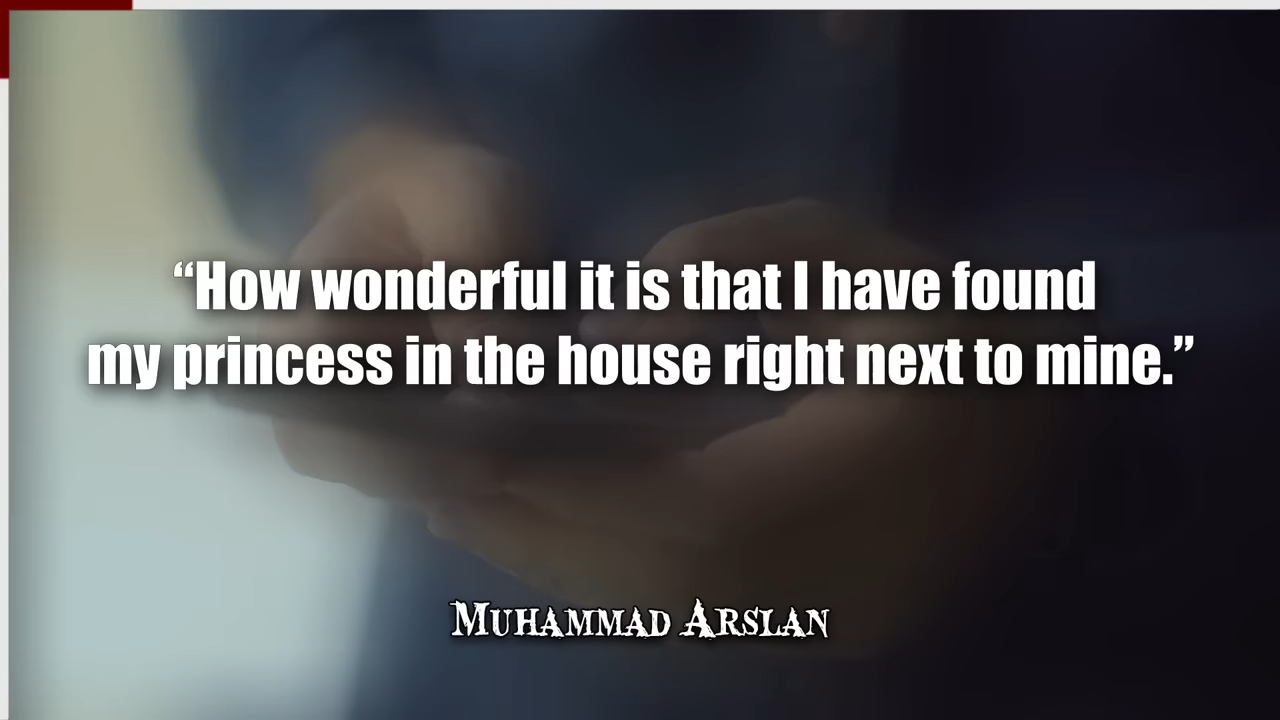 “How wonderful it is that I have found
my princess in the house right next to mine.”
Muhammad Arslan